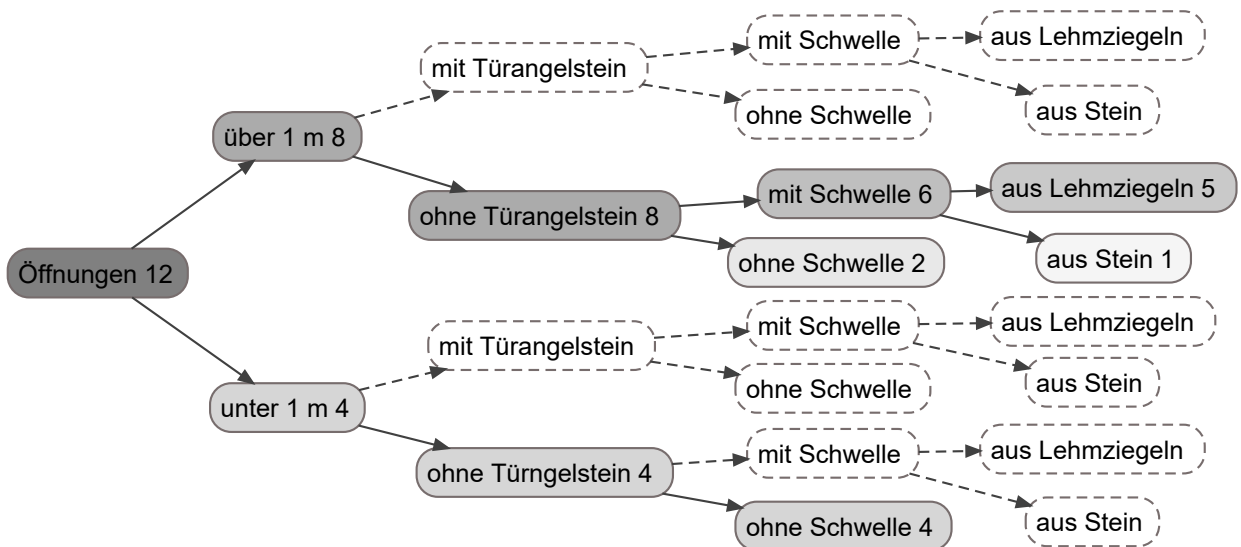 mit Schwelle
aus Lehmziegeln
mit Türangelstein
ohne Schwelle
aus Stein
über 1 m 8
ohne Türangelstein 8
mit Schwelle 6
aus Lehmziegeln 5
ohne Schwelle 2
aus Stein 1
Öffnungen 12
mit Türangelstein
mit Schwelle
aus Lehmziegeln
ohne Schwelle
aus Stein
unter 1 m 4
ohne Türngelstein 4
mit Schwelle
aus Lehmziegeln
ohne Schwelle 4
aus Stein